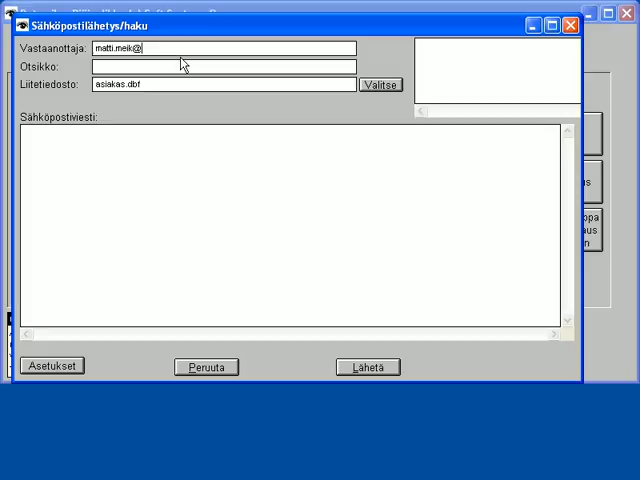 Sähköpostilähetys/haku
Vastaanottaja: matti.meik@
Otsikko:
Liitetiedosto: asiakas.dbf Valitse
Sähköpostiviesti:
Asetukset Peruuta Lähetä